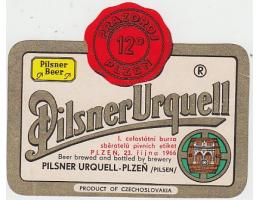 PRAZDROJ
12°
PLZEŇ
Pilsner
Beer
®
Pilsner Urquell
I. celostátní burza
sběratelů pivních etiket
PLZEŇ, 23. října 1966
Beer brewed and bottled by brewery
PILSNER URQUELL-PLZEŇ /PILSEN/
PRODUCT OF CZECHOSLOVAKIA